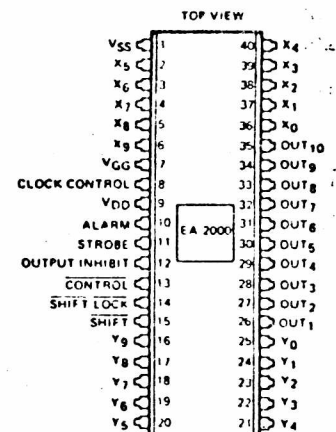 TOP VIEW
VSS 1 40 X4
X5 2 39 X3
X6 3 38 X2
X7 4 37 X1
X8 5 36 X0
X9 6 35 OUT10
VGG 7 34 OUT9
CLOCK CONTROL 8 33 OUT8
VDD 9 32 OUT7
ALARM 10 31 OUT6
STROBE 11 30 OUT5
OUTPUT INHIBIT 12 29 OUT4
CONTROL 13 28 OUT3
SHIFT LOCK 14 27 OUT2
SHIFT 15 26 OUT1
Y9 16 25 Y0
Y8 17 24 Y1
Y7 18 23 Y2
Y6 19 22 Y3
Y5 20 21 Y4
EA 2000